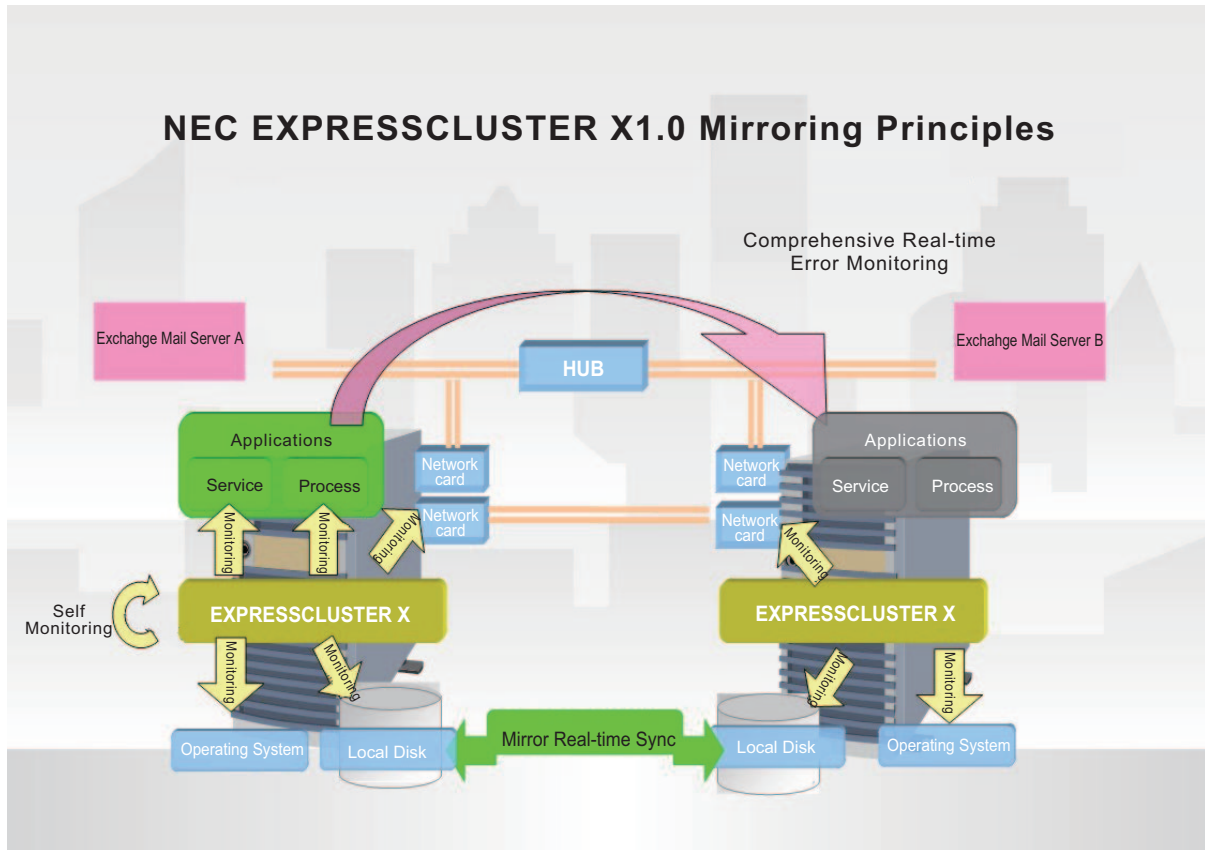 NEC EXPRESSCLUSTER X1.0 Mirroring Principles
Comprehensive Real-time
Error Monitoring
Exchahge Mail Server A
Exchahge Mail Server B
HUB
Applications
Service
Process
Network
card
Network
card
Network
card
Network
card
Applications
Service
Process
Monitoring
Monitoring
Monitoring
Monitoring
Self
Monitoring
EXPRESSCLUSTER X
EXPRESSCLUSTER X
Monitoring
Monitoring
Monitoring
Monitoring
Operating System
Local Disk
Mirror Real-time Sync
Local Disk
Operating System